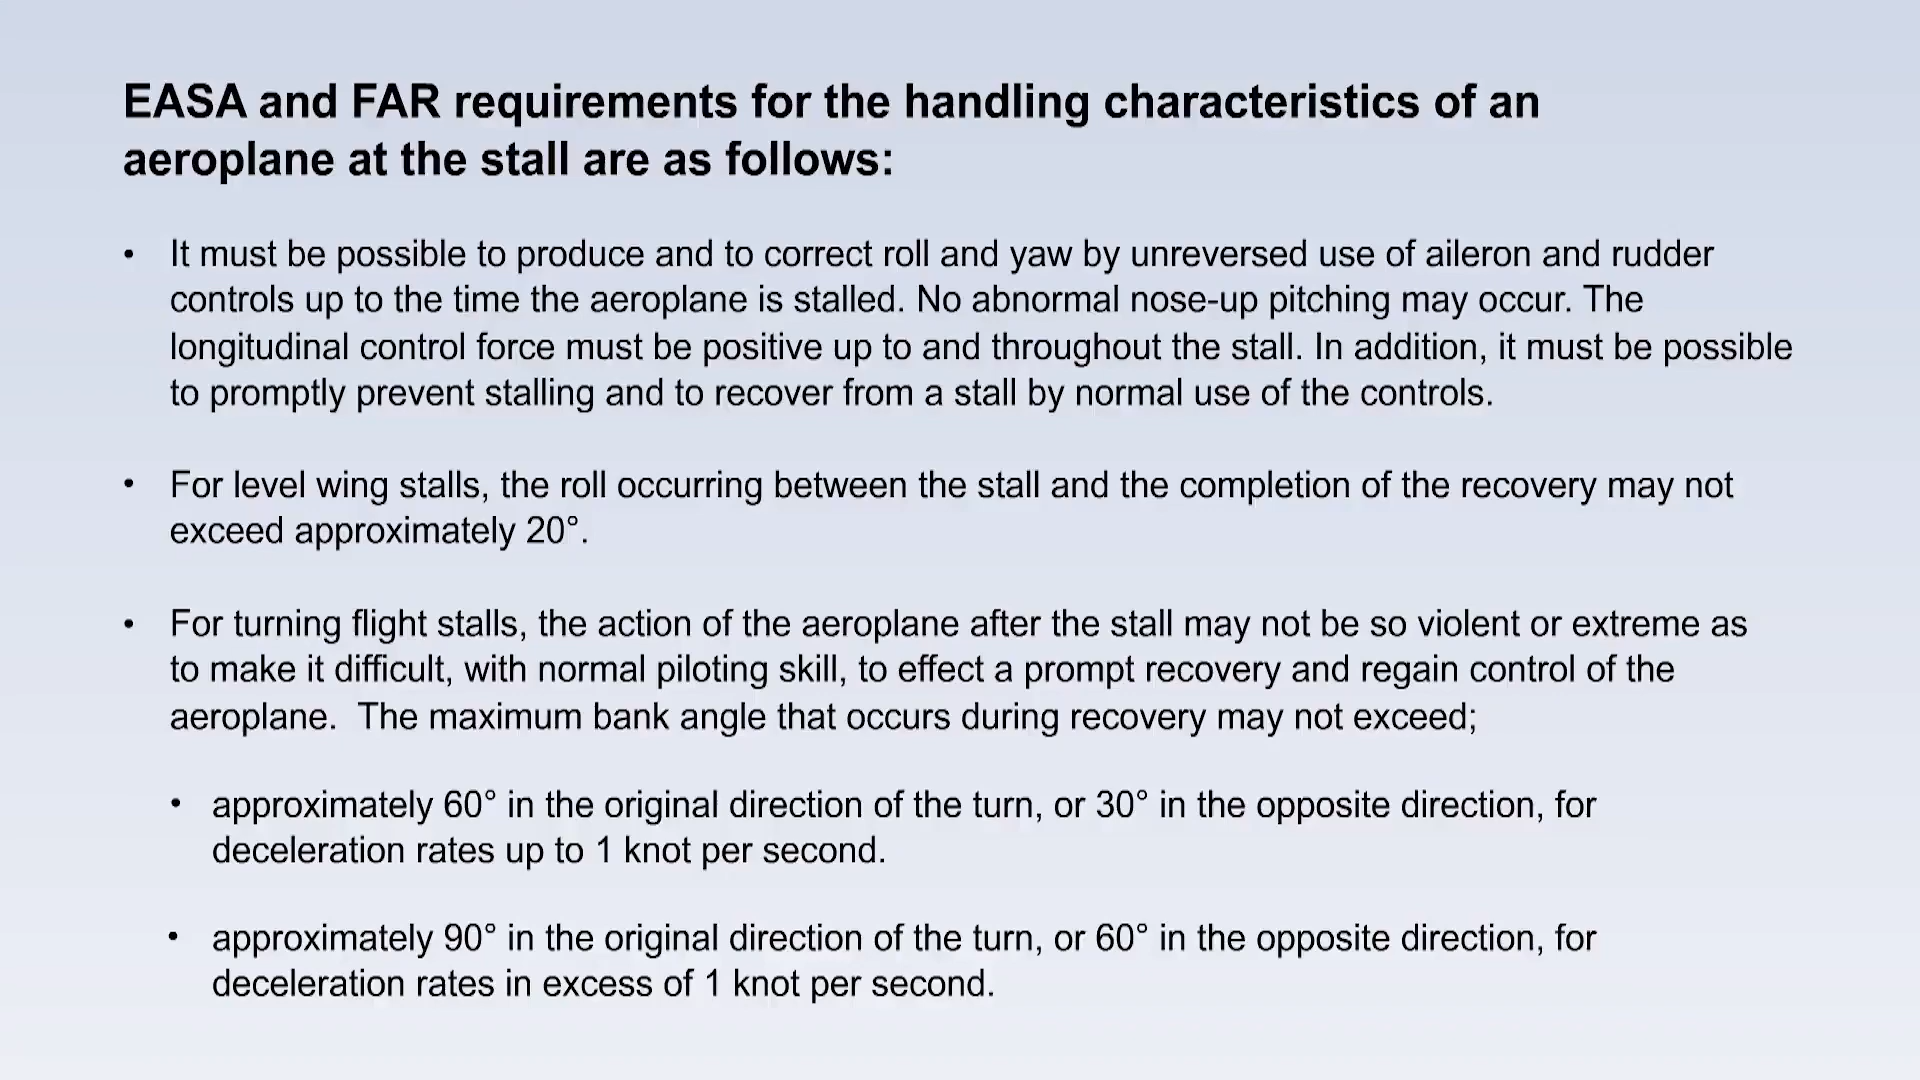 EASA and FAR requirements for the handling characteristics of an
aeroplane at the stall are as follows:
• It must be possible to produce and to correct roll and yaw by unreversed use of aileron and rudder
controls up to the time the aeroplane is stalled. No abnormal nose-up pitching may occur. The
longitudinal control force must be positive up to and throughout the stall. In addition, it must be possible
to promptly prevent stalling and to recover from a stall by normal use of the controls.
• For level wing stalls, the roll occurring between the stall and the completion of the recovery may not
exceed approximately 20°.
• For turning flight stalls, the action of the aeroplane after the stall may not be so violent or extreme as
to make it difficult, with normal piloting skill, to effect a prompt recovery and regain control of the
aeroplane.  The maximum bank angle that occurs during recovery may not exceed;
• approximately 60° in the original direction of the turn, or 30° in the opposite direction, for
deceleration rates up to 1 knot per second.
• approximately 90° in the original direction of the turn, or 60° in the opposite direction, for
deceleration rates in excess of 1 knot per second.